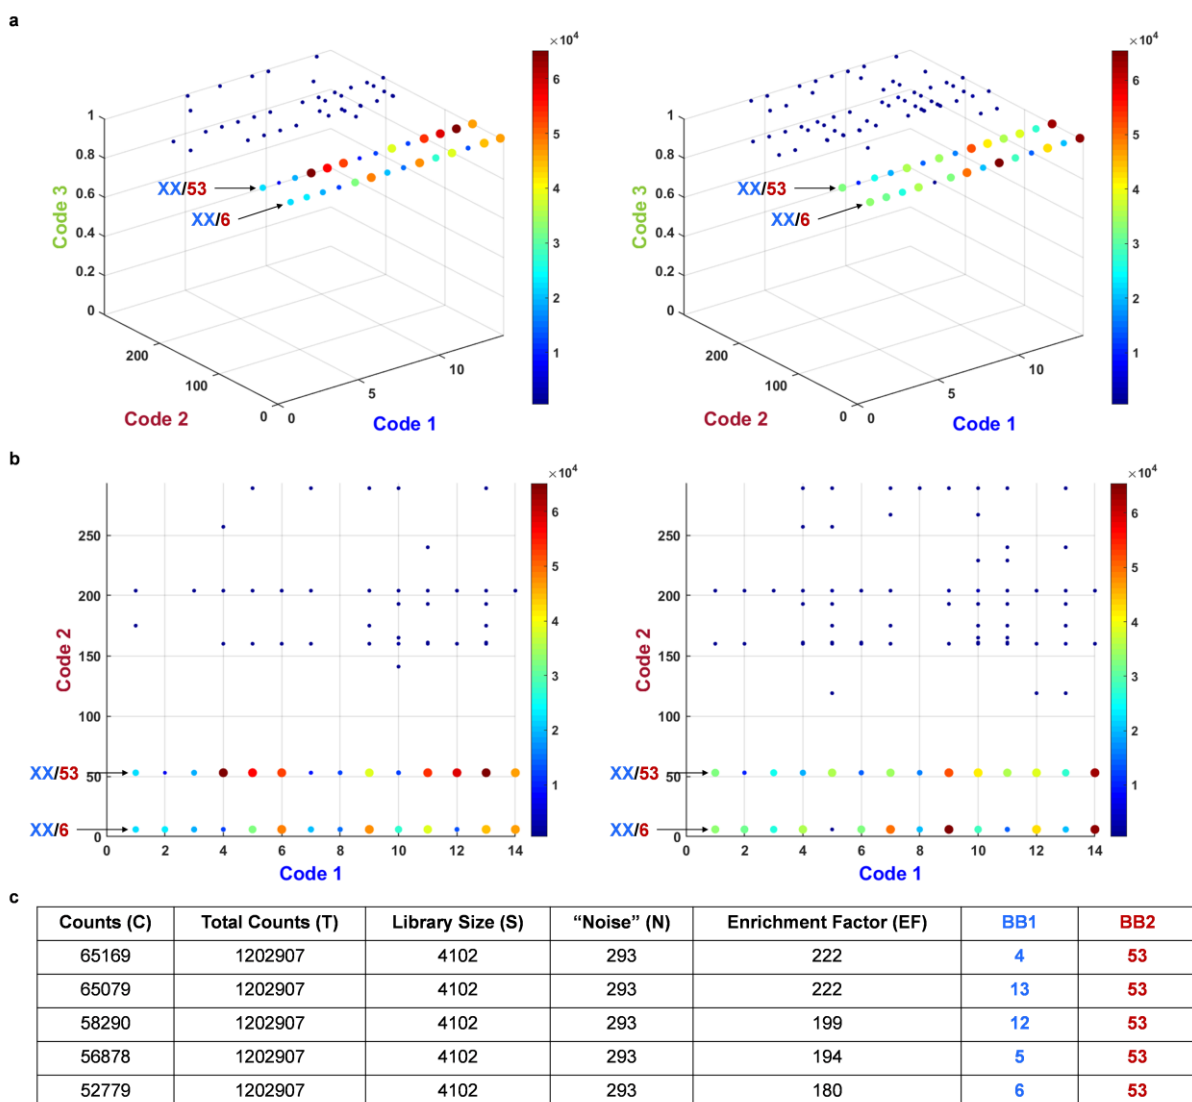 a
×10⁴
×10⁴
1
0.8
0.6
0.4
0.2
0
Code 3
XX/53
XX/6
200
100
0
Code 2
0
5
10
Code 1
6
5
4
3
2
1
1
0.8
0.6
0.4
0.2
0
Code 3
XX/53
XX/6
200
100
0
Code 2
0
5
10
Code 1
6
5
4
3
2
1
b
×10⁴
×10⁴
250
200
150
100
50
0
Code 2
XX/53
XX/6
0 2 4 6 8 10 12 14
Code 1
6
5
4
3
2
1
250
200
150
100
50
0
Code 2
XX/53
XX/6
0 2 4 6 8 10 12 14
Code 1
6
5
4
3
2
1
c
Counts (C) Total Counts (T) Library Size (S) “Noise” (N) Enrichment Factor (EF) BB1 BB2
65169 1202907 4102 293 222 4 53
65079 1202907 4102 293 222 13 53
58290 1202907 4102 293 199 12 53
56878 1202907 4102 293 194 5 53
52779 1202907 4102 293 180 6 53